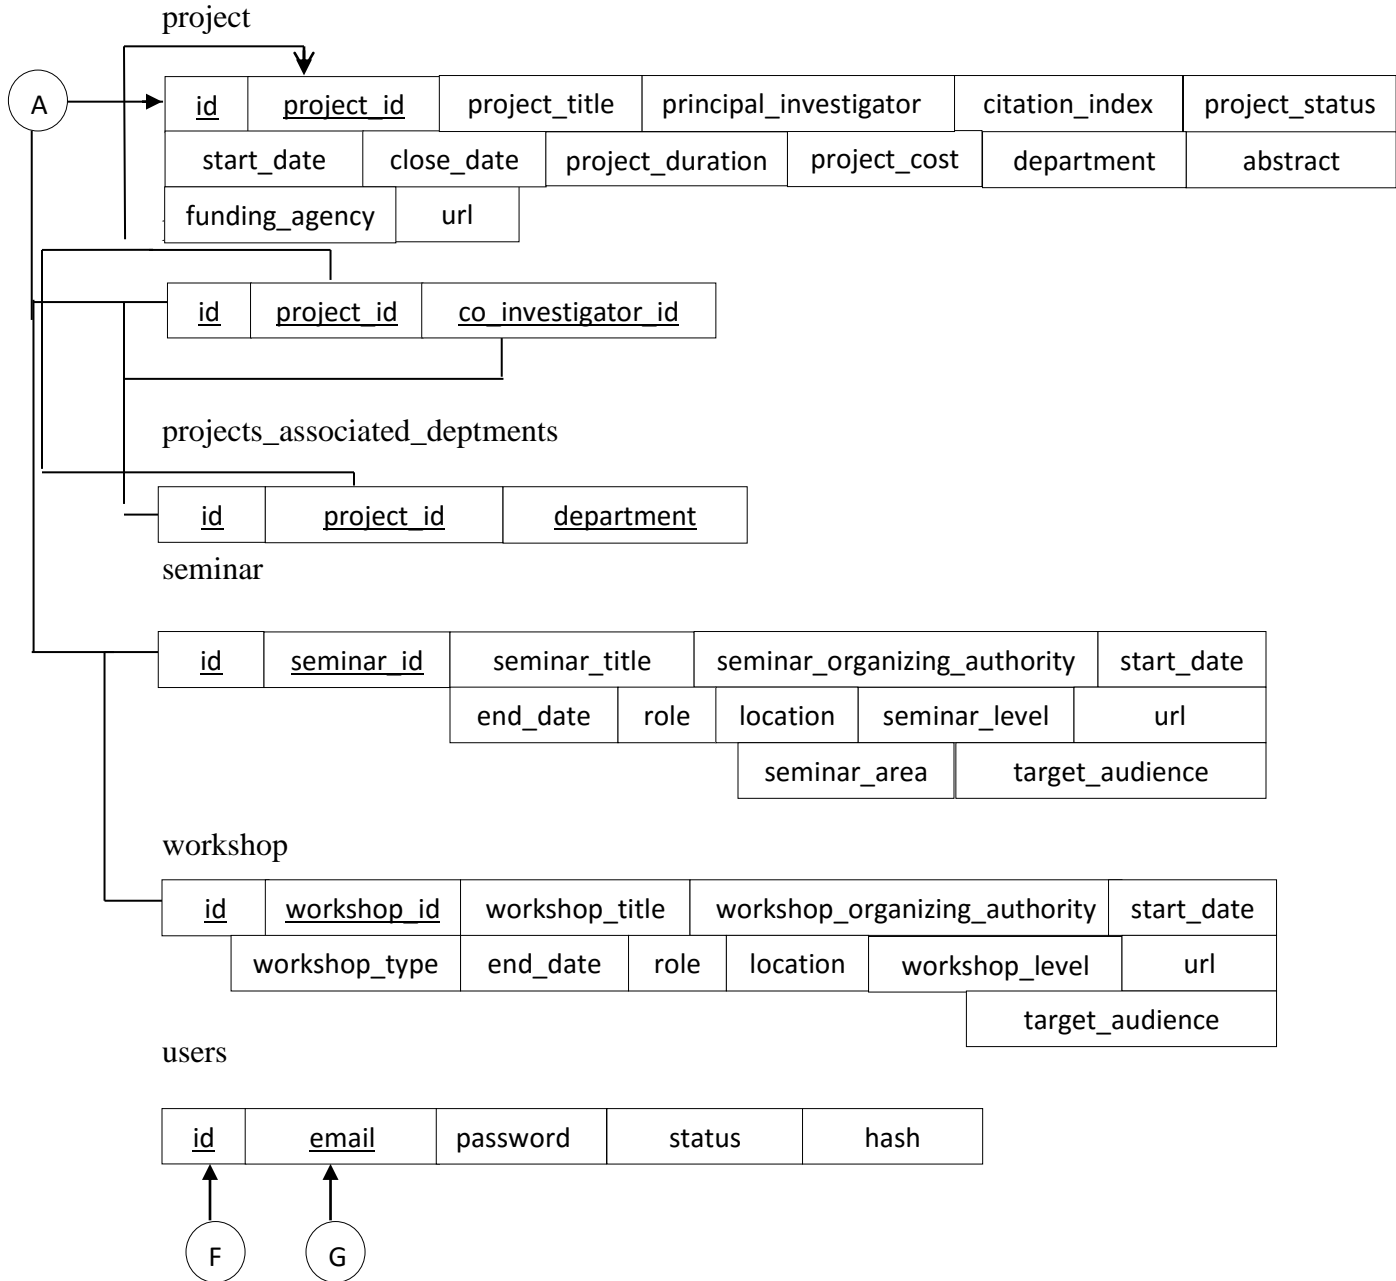 project
A
id project_id project_title principal_investigator citation_index project_status
start_date close_date project_duration project_cost department abstract
funding_agency url
id project_id co_investigator_id
projects_associated_deptments
id project_id department
seminar
id seminar_id seminar_title seminar_organizing_authority start_date
end_date role location seminar_level url
seminar_area target_audience
workshop
id workshop_id workshop_title workshop_organizing_authority start_date
workshop_type end_date role location workshop_level url
target_audience
users
id email password status hash
F G